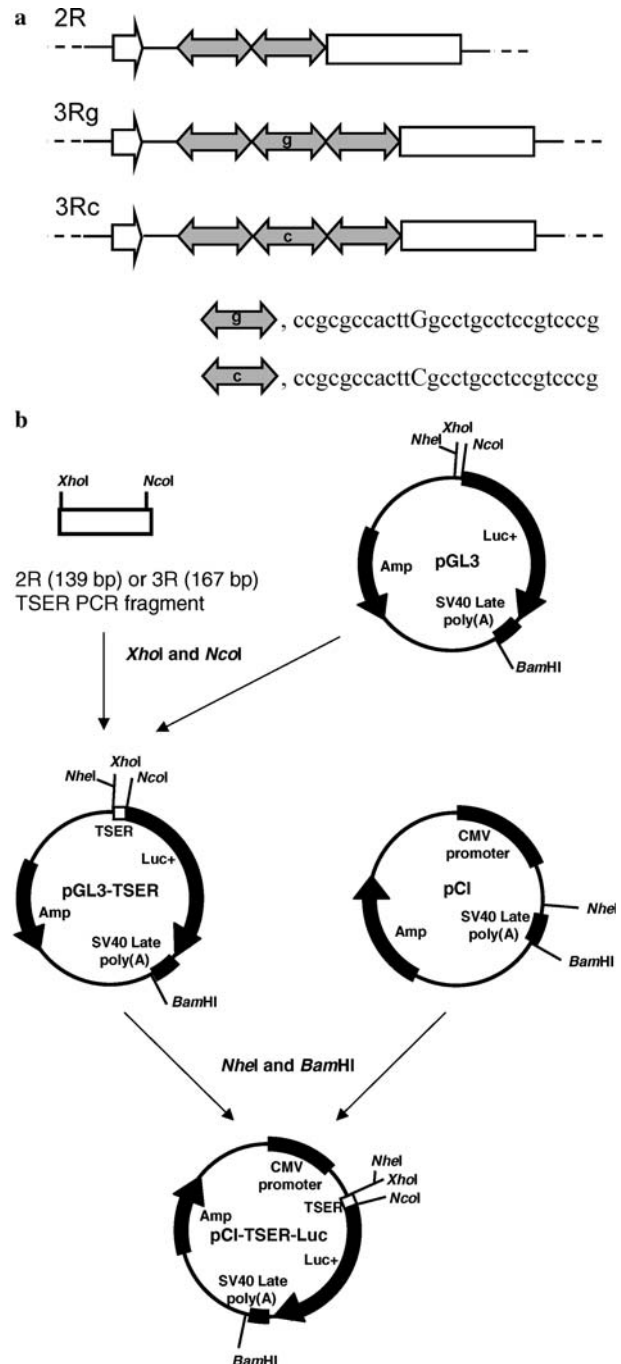 a
2R
3Rg
g
3Rc
c
g , ccgcgccacttGgcctgcctccgtcccg
c , ccgcgccacttCgcctgcctccgtcccg
b
XhoI NcoI
2R (139 bp) or 3R (167 bp)
TSER PCR fragment
XhoI
NheI NcoI
Luc+
pGL3
Amp
SV40 Late
poly(A)
BamHI
XhoI and NcoI
XhoI
NheI NcoI
TSER
Luc+
pGL3-TSER
Amp
SV40 Late
poly(A)
BamHI
CMV
promoter
pCI
NheI
SV40 Late
poly(A)
Amp
BamHI
NheI and BamHI
CMV
promoter
NheI
XhoI
NcoI
TSER
Amp
pCI-TSER-Luc
Luc+
SV40 Late
poly(A)
BamHI